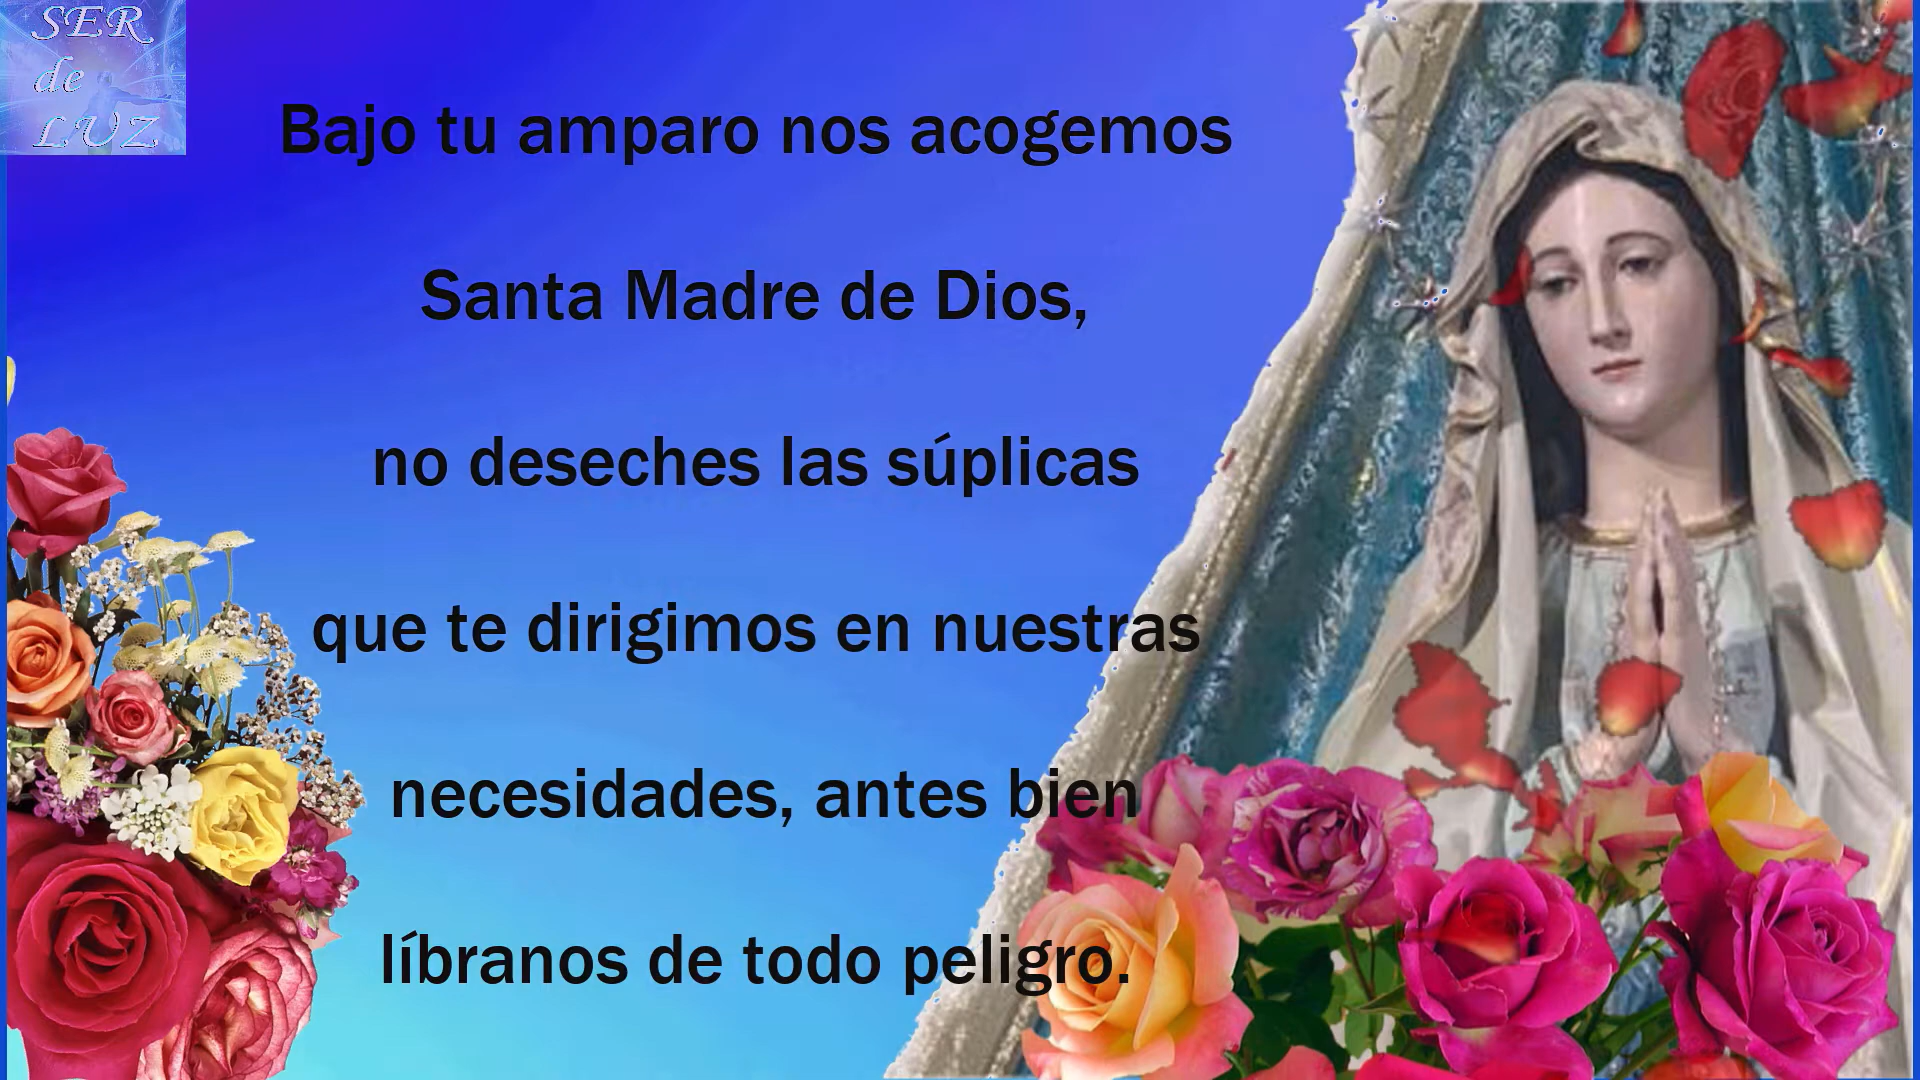 SER
de
LUZ
Bajo tu amparo nos acogemos
Santa Madre de Dios,
no deseches las súplicas
que te dirigimos en nuestras
necesidades, antes bien
líbranos de todo peligro.